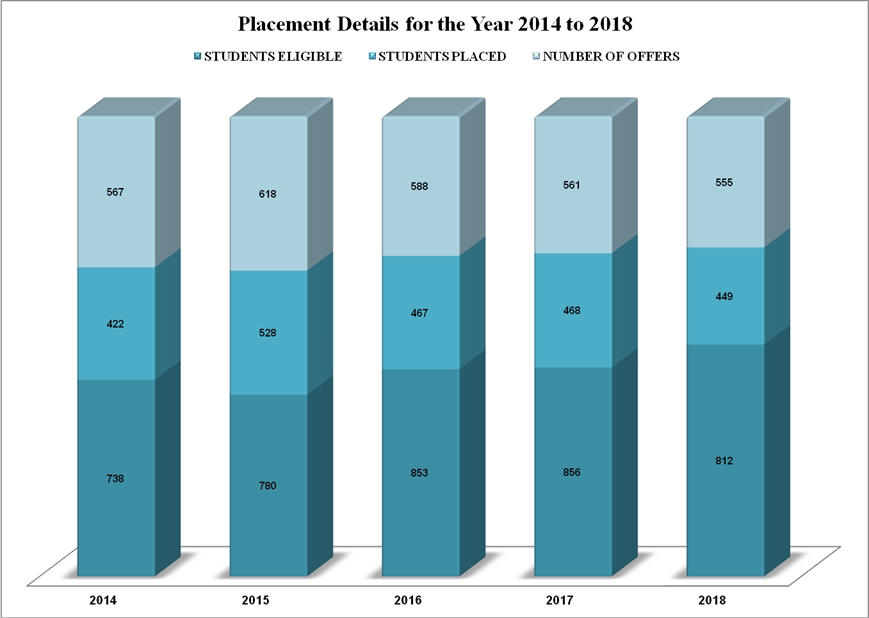 Placement Details for the Year 2014 to 2018
STUDENTS ELIGIBLE STUDENTS PLACED NUMBER OF OFFERS
567 618 588 561 555
422 528 467 468 449
738 780 853 856 812
2014 2015 2016 2017 2018